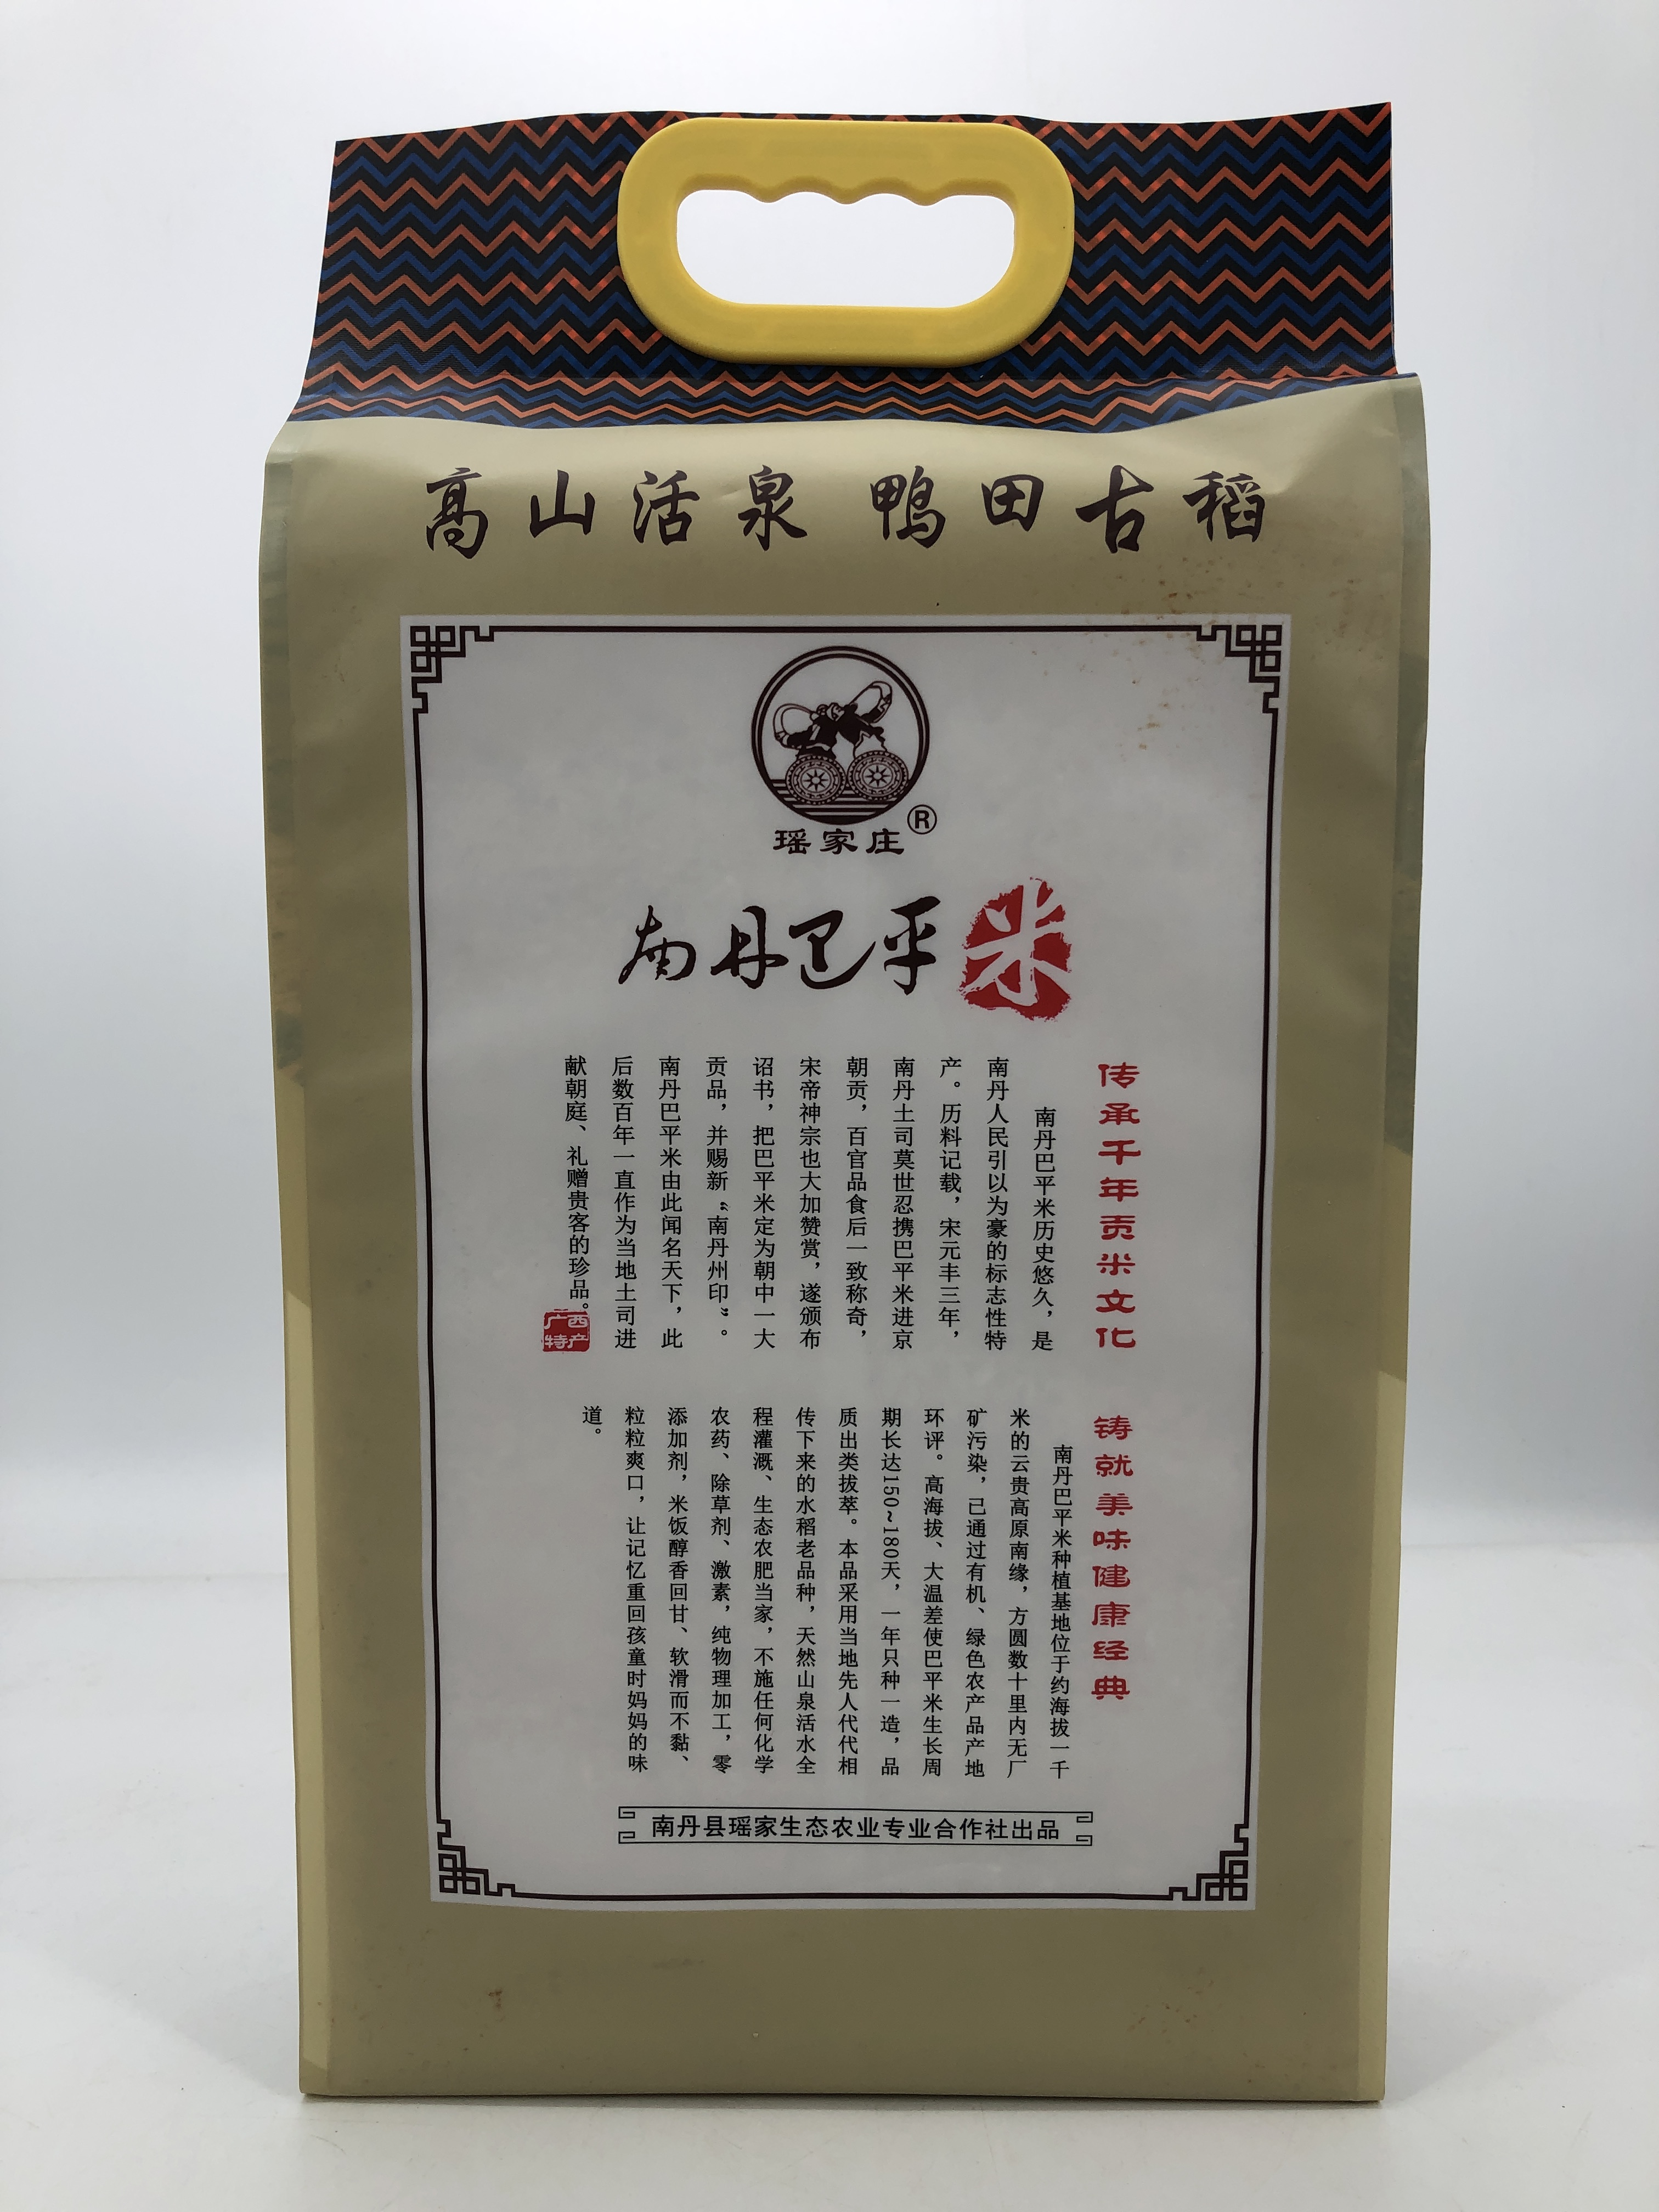 高山活泉 鸭田古稻
瑶家庄®
南丹巴平米
传承千年贡米文化
南丹巴平米历史悠久，是
南丹人民引以为豪的标志性特
产。历料记载，宋元丰三年，
南丹土司莫世忍携巴平米进京
朝贡，百官品食后一致称奇，
宋帝神宗也大加赞赏，遂颁布
诏书，把巴平米定为朝中一大
贡品，并赐新“南丹州印”。
南丹巴平米由此闻名天下，此
后数百年一直作为当地土司进
献朝庭、礼赠贵客的珍品。
广西
特产
铸就美味健康经典
南丹巴平米种植基地位于约海拔一千
米的云贵高原南缘，方圆数十里内无厂
矿污染，已通过有机、绿色农产品产地
环评。高海拔、大温差使巴平米生长周
期长达150~180天，一年只种一造，品
质出类拔萃。本品采用当地先人代代相
传下来的水稻老品种，天然山泉活水全
程灌溉、生态农肥当家，不施任何化学
农药、除草剂、激素，纯物理加工，零
添加剂，米饭醇香回甘、软滑而不黏、
粒粒爽口，让记忆重回孩童时妈妈的味
道。
南丹县瑶家生态农业专业合作社出品